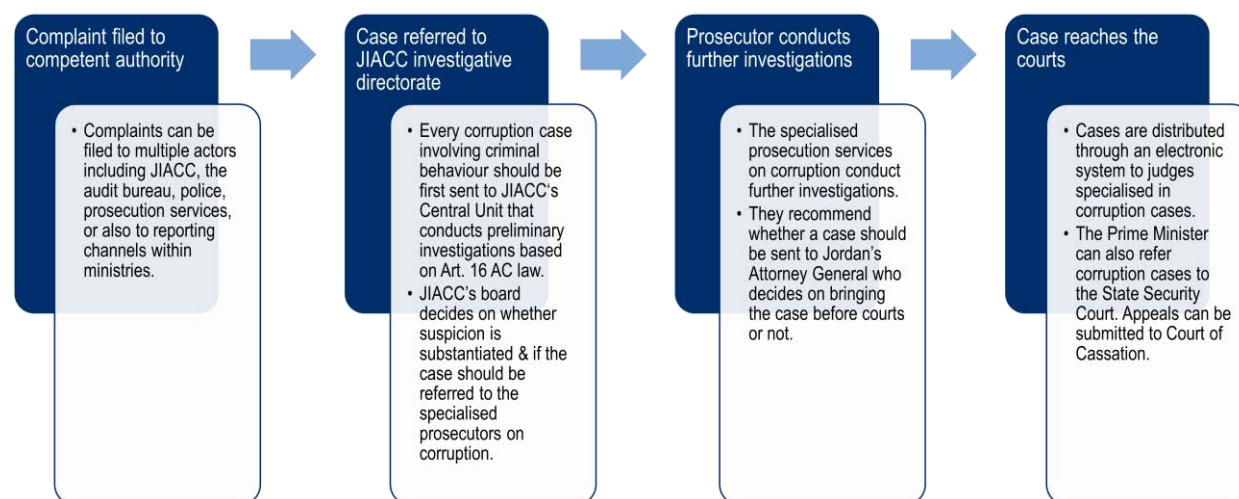 Complaint filed to
competent authority
• Complaints can be
filed to multiple actors
including JIACC, the
audit bureau, police,
prosecution services,
or also to reporting
channels within
ministries.
Case referred to
JIACC investigative
directorate
• Every corruption case
involving criminal
behaviour should be
first sent to JIACC‘s
Central Unit that
conducts preliminary
investigations based
on Art. 16 AC law.
• JIACC’s board
decides on whether
suspicion is
substantiated & if the
case should be
referred to the
specialised
prosecutors on
corruption.
Prosecutor conducts
further investigations
• The specialised
prosecution services
on corruption conduct
further investigations.
• They recommend
whether a case should
be sent to Jordan’s
Attorney General who
decides on bringing
the case before courts
or not.
Case reaches the
courts
• Cases are distributed
through an electronic
system to judges
specialised in
corruption cases.
• The Prime Minister
can also refer
corruption cases to
the State Security
Court. Appeals can be
submitted to Court of
Cassation.